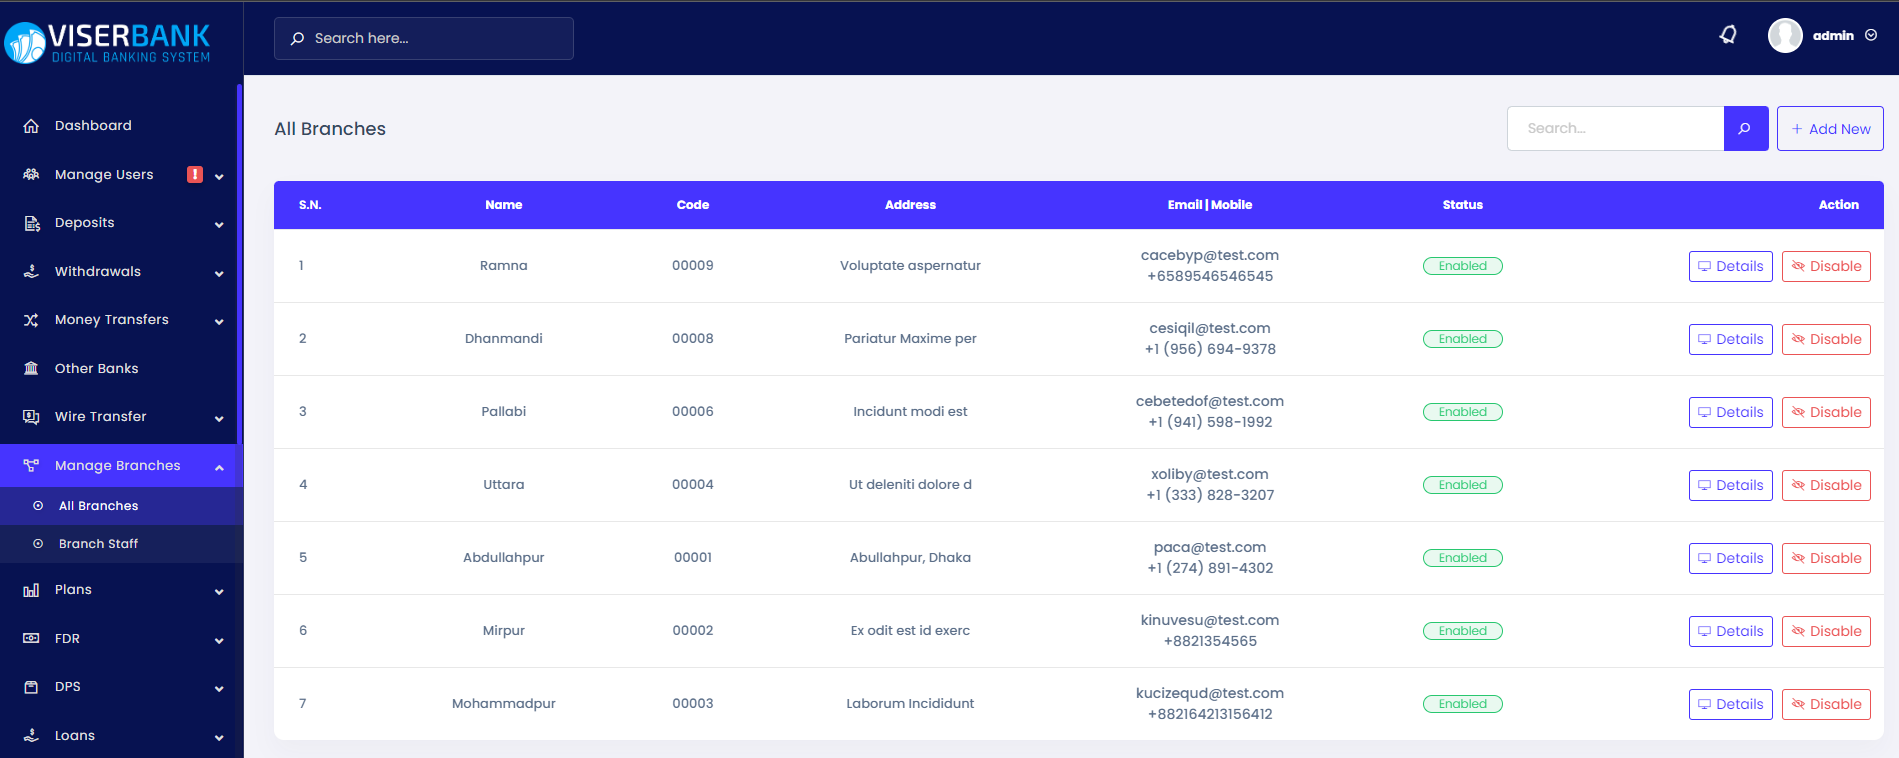 VISERBANK
DIGITAL BANKING SYSTEM
Search here...
admin
Dashboard
Manage Users !
Deposits
Withdrawals
Money Transfers
Other Banks
Wire Transfer
Manage Branches
All Branches
Branch Staff
Plans
FDR
DPS
Loans
All Branches
Search...
+ Add New
S.N. Name Code Address Email | Mobile Status Action
1 Ramna 00009 Voluptate aspernatur cacebyp@test.com Enabled Details Disable
+6589546546545
2 Dhanmandi 00008 Pariatur Maxime per cesiqil@test.com Enabled Details Disable
+1 (956) 694-9378
3 Pallabi 00006 Incidunt modi est cebetedof@test.com Enabled Details Disable
+1 (941) 598-1992
4 Uttara 00004 Ut deleniti dolore d xoliby@test.com Enabled Details Disable
+1 (333) 828-3207
5 Abdullahpur 00001 Abullahpur, Dhaka paca@test.com Enabled Details Disable
+1 (274) 891-4302
6 Mirpur 00002 Ex odit est id exerc kinuvesu@test.com Enabled Details Disable
+8821354565
7 Mohammadpur 00003 Laborum Incididunt kucizequd@test.com Enabled Details Disable
+882164213156412